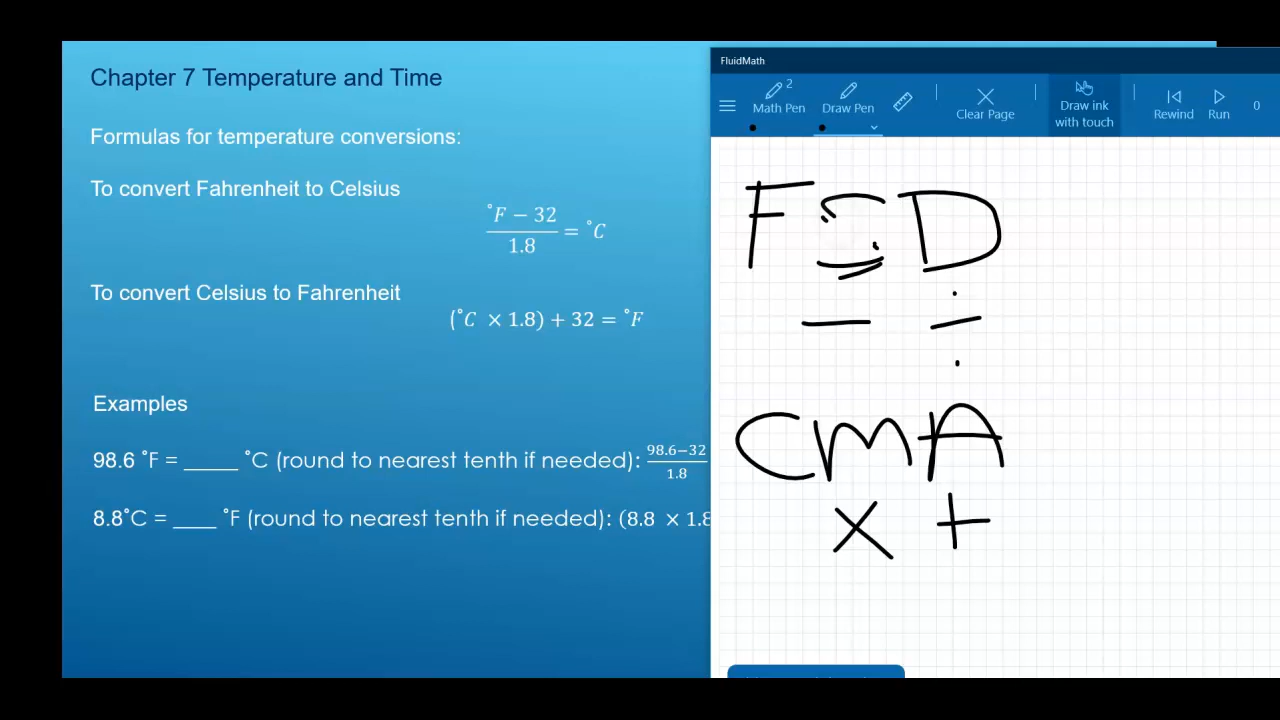 Chapter 7 Temperature and Time
Formulas for temperature conversions:
To convert Fahrenheit to Celsius
°F − 32
1.8
= °C
To convert Celsius to Fahrenheit
(°C × 1.8) + 32 = °F
Examples
98.6 °F = _____ °C (round to nearest tenth if needed): 98.6−32
1.8
8.8°C = ____ °F (round to nearest tenth if needed): (8.8 × 1.8
FluidMath
2
Math Pen
Draw Pen
Clear Page
Draw ink
with touch
Rewind
Run
0
F S D
− ÷
C M A
× +